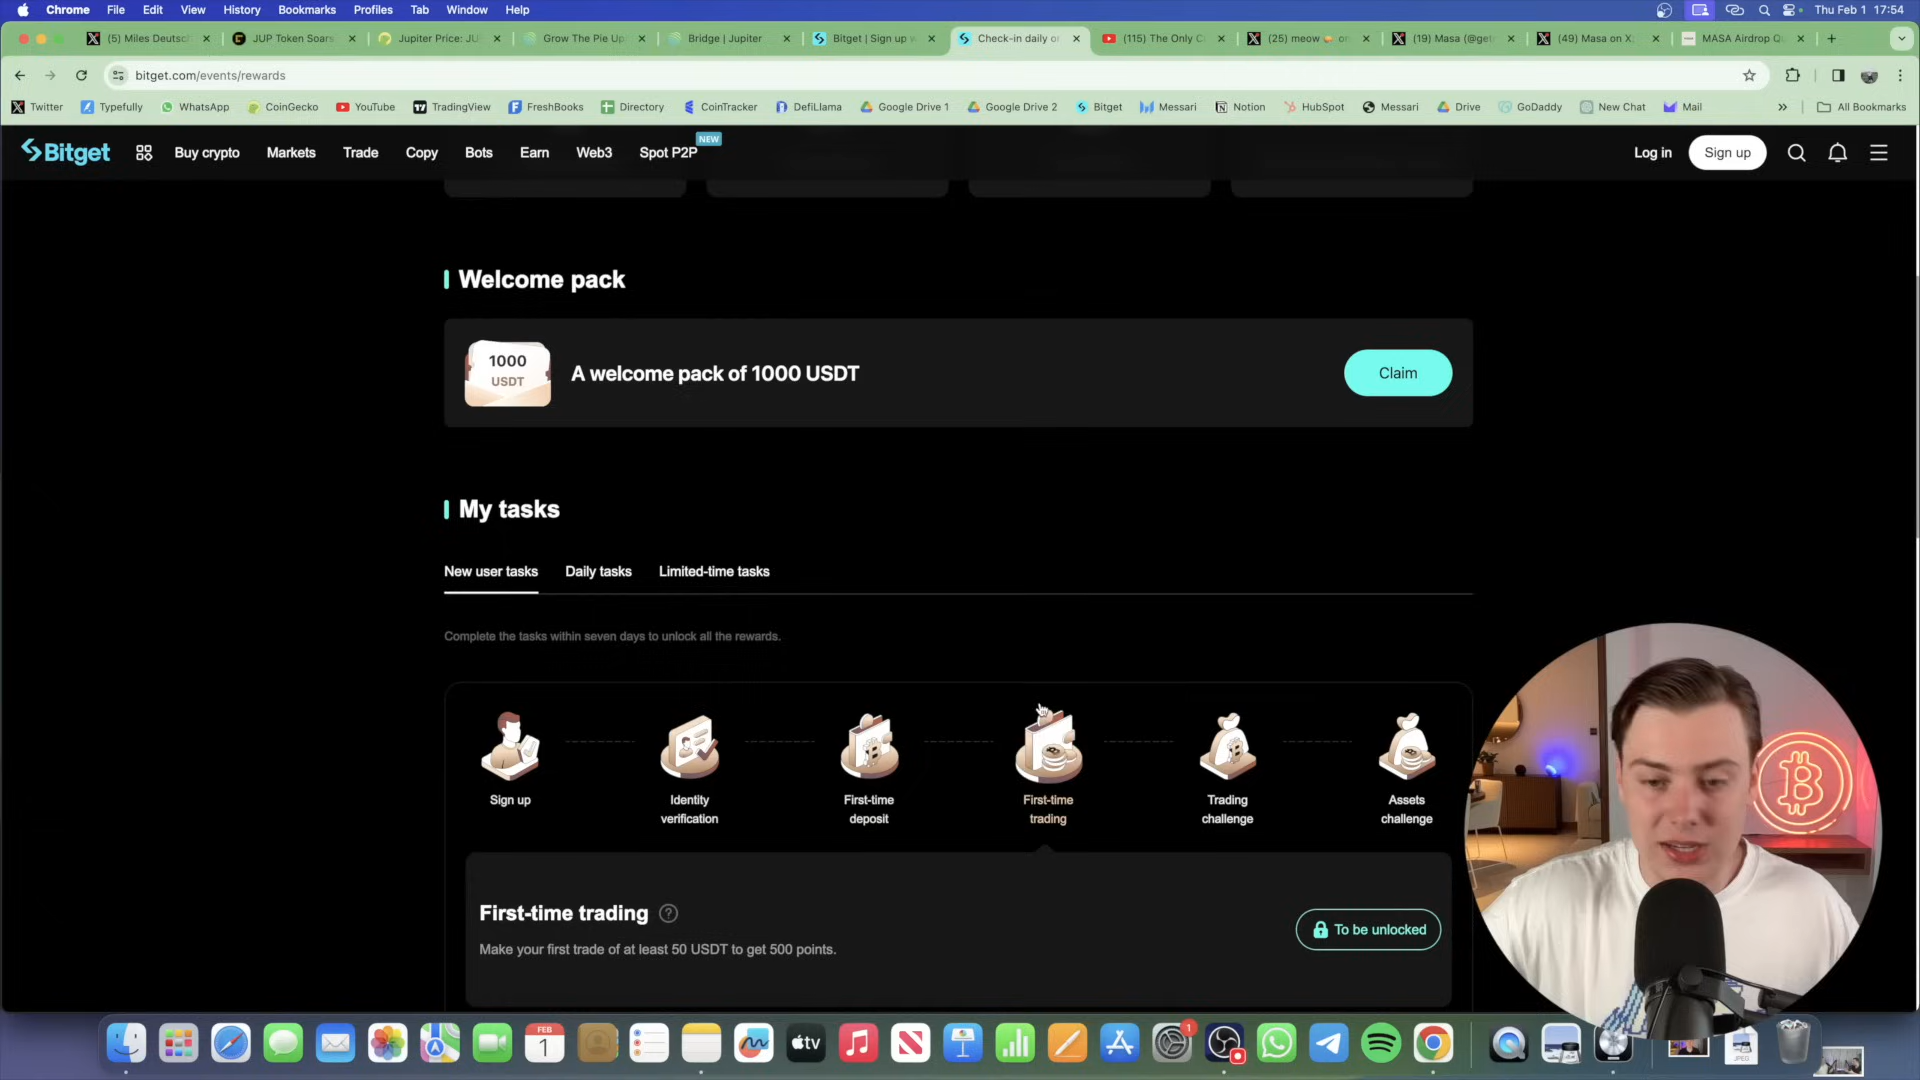 Chrome File Edit View History Bookmarks Profiles Tab Window Help Thu Feb 1 17:54
(5) Miles Deutsc JUP Token Soars Jupiter Price: JU Grow The Pie Up Bridge | Jupiter Bitget | Sign up Check-in daily o (115) The Only C (25) meow on (19) Masa (@get (49) Masa on X MASA Airdrop Q
bitget.com/events/rewards
Twitter Typefully WhatsApp CoinGecko YouTube TradingView FreshBooks Directory CoinTracker DefiLlama Google Drive 1 Google Drive 2 Bitget Messari Notion HubSpot Messari Drive GoDaddy New Chat Mail All Bookmarks
Bitget Buy crypto Markets Trade Copy Bots Earn Web3 Spot P2P NEW Log in Sign up
Welcome pack
1000
USDT
A welcome pack of 1000 USDT
Claim
My tasks
New user tasks Daily tasks Limited-time tasks
Complete the tasks within seven days to unlock all the rewards.
Sign up
Identity
verification
First-time
deposit
First-time
trading
Trading
challenge
Assets
challenge
First-time trading ?
Make your first trade of at least 50 USDT to get 500 points.
To be unlocked
FEB
1
tv
1
JPEG